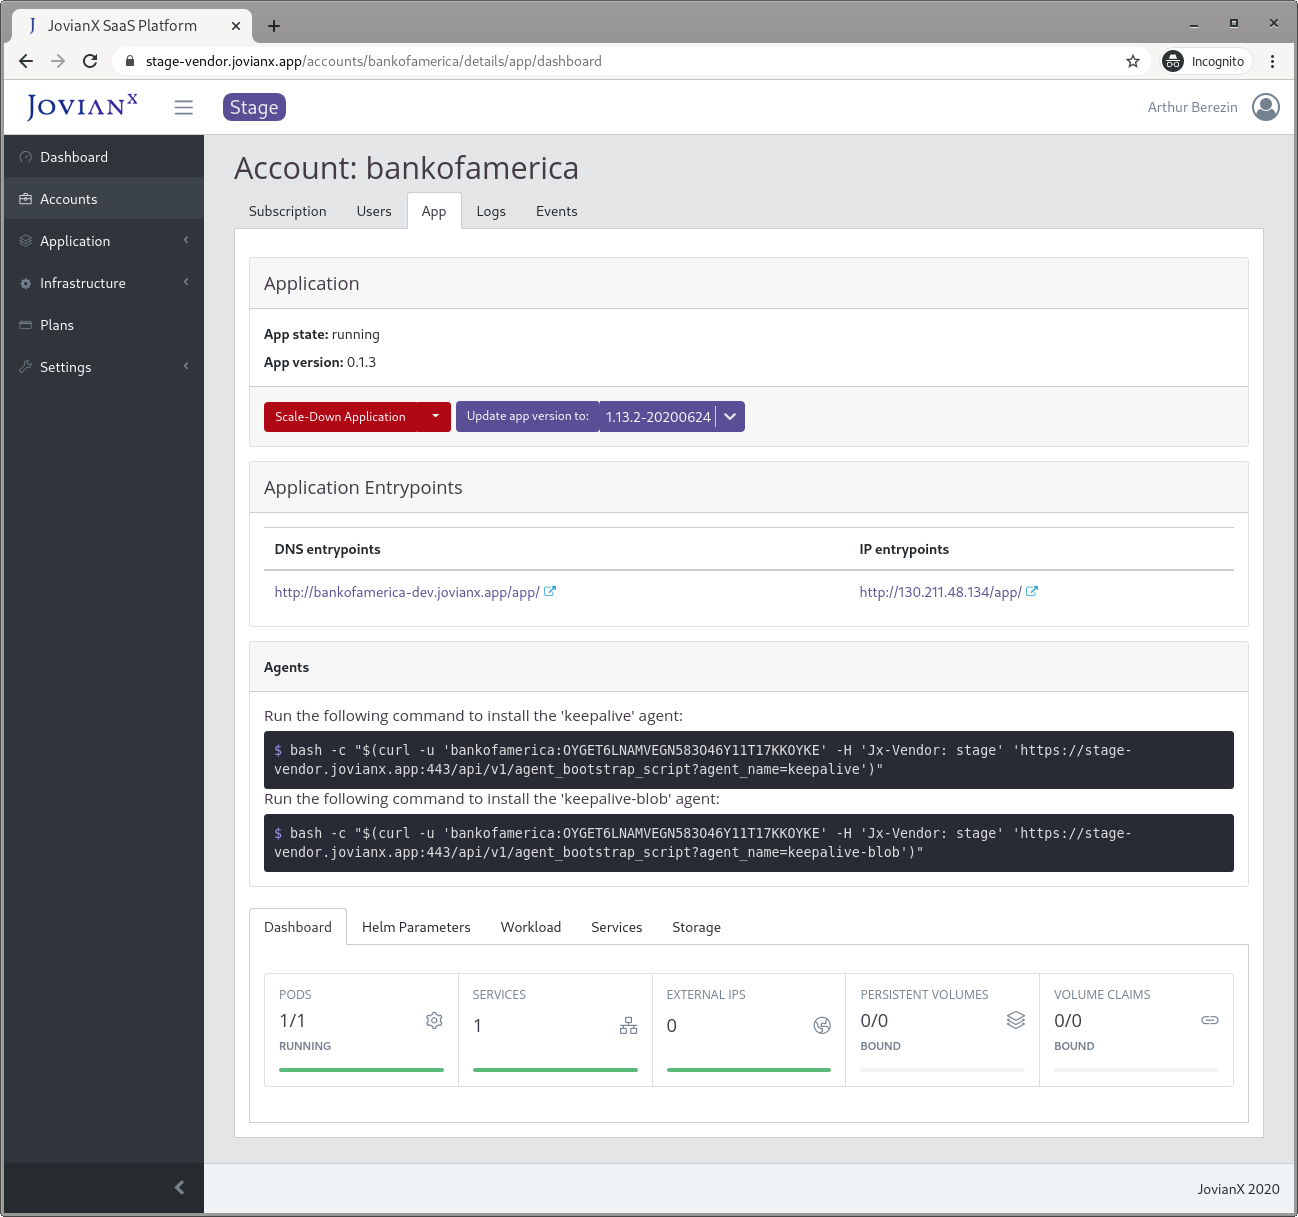 JovianX SaaS Platform
stage-vendor.jovianx.app/accounts/bankofamerica/details/app/dashboard
Incognito
JOVIANX
Stage
Arthur Berezin
Dashboard
Accounts
Application
Infrastructure
Plans
Settings
Account: bankofamerica
Subscription Users App Logs Events
Application
App state: running
App version: 0.1.3
Scale-Down Application
Update app version to: 1.13.2-20200624
Application Entrypoints
DNS entrypoints IP entrypoints
http://bankofamerica-dev.jovianx.app/app/ http://130.211.48.134/app/
Agents
Run the following command to install the 'keepalive' agent:
$ bash -c "$(curl -u 'bankofamerica:OYGET6LNAMVEGN583O46Y11T17KKOYKE' -H 'Jx-Vendor: stage' 'https://stage-
vendor.jovianx.app:443/api/v1/agent_bootstrap_script?agent_name=keepalive')"
Run the following command to install the 'keepalive-blob' agent:
$ bash -c "$(curl -u 'bankofamerica:OYGET6LNAMVEGN583O46Y11T17KKOYKE' -H 'Jx-Vendor: stage' 'https://stage-
vendor.jovianx.app:443/api/v1/agent_bootstrap_script?agent_name=keepalive-blob')"
Dashboard Helm Parameters Workload Services Storage
PODS
1/1
RUNNING
SERVICES
1
EXTERNAL IPS
0
PERSISTENT VOLUMES
0/0
BOUND
VOLUME CLAIMS
0/0
BOUND
JovianX 2020